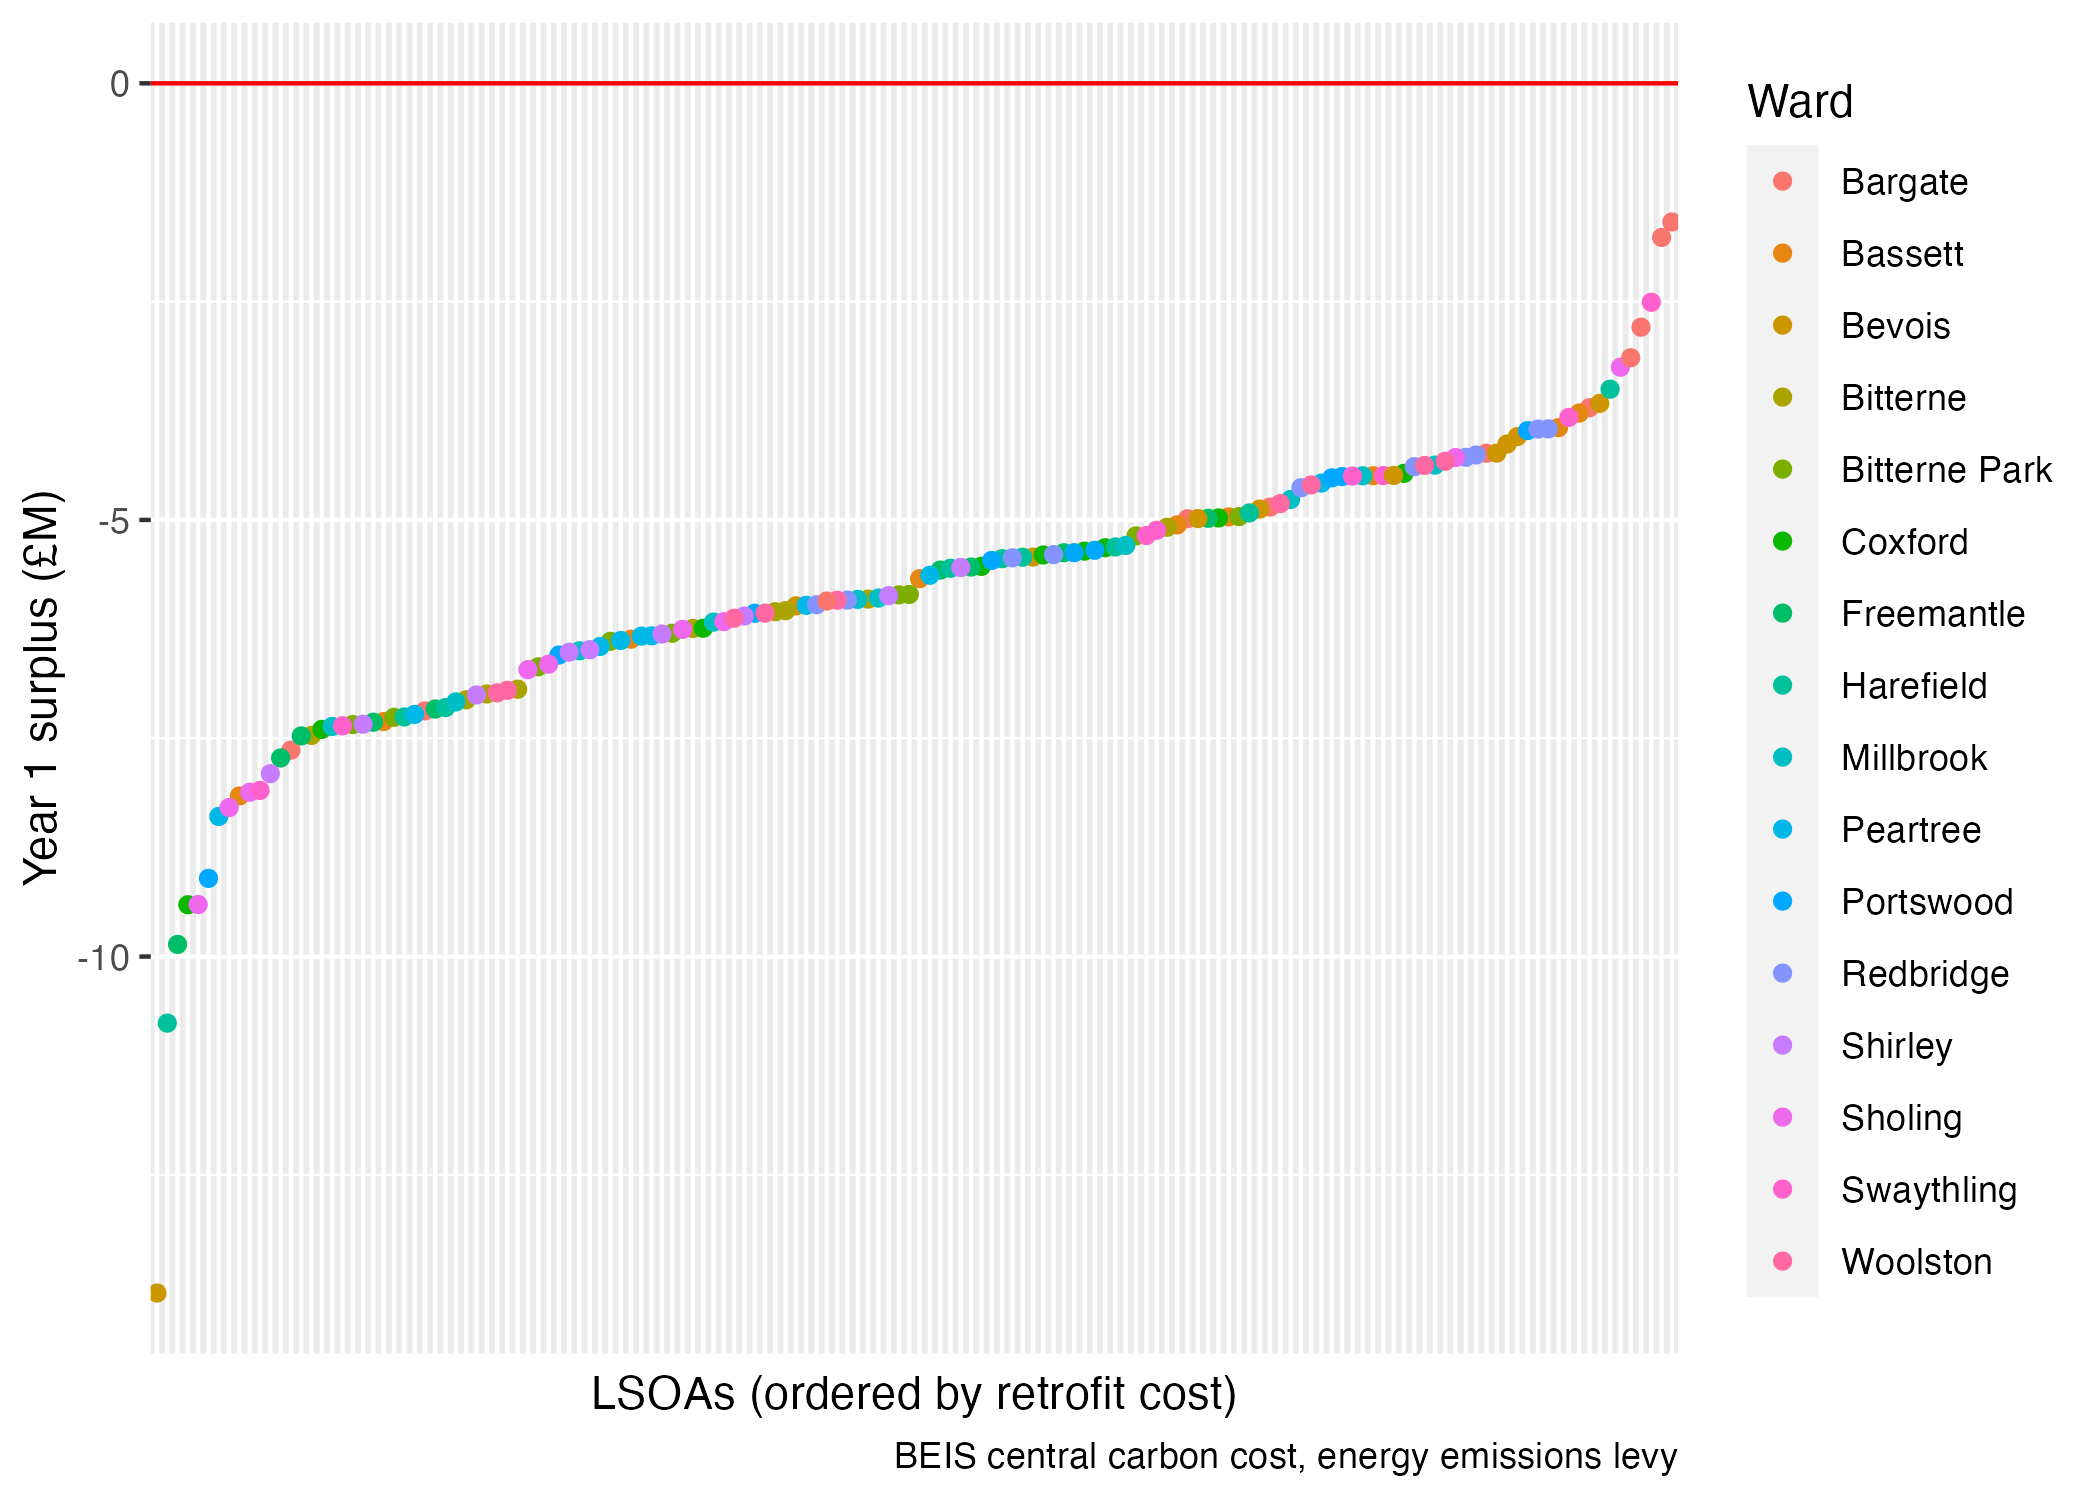 Year 1 surplus (£M)
0
-5
-10
LSOAs (ordered by retrofit cost)
BEIS central carbon cost, energy emissions levy
Ward
Bargate
Bassett
Bevois
Bitterne
Bitterne Park
Coxford
Freemantle
Harefield
Millbrook
Peartree
Portswood
Redbridge
Shirley
Sholing
Swaythling
Woolston